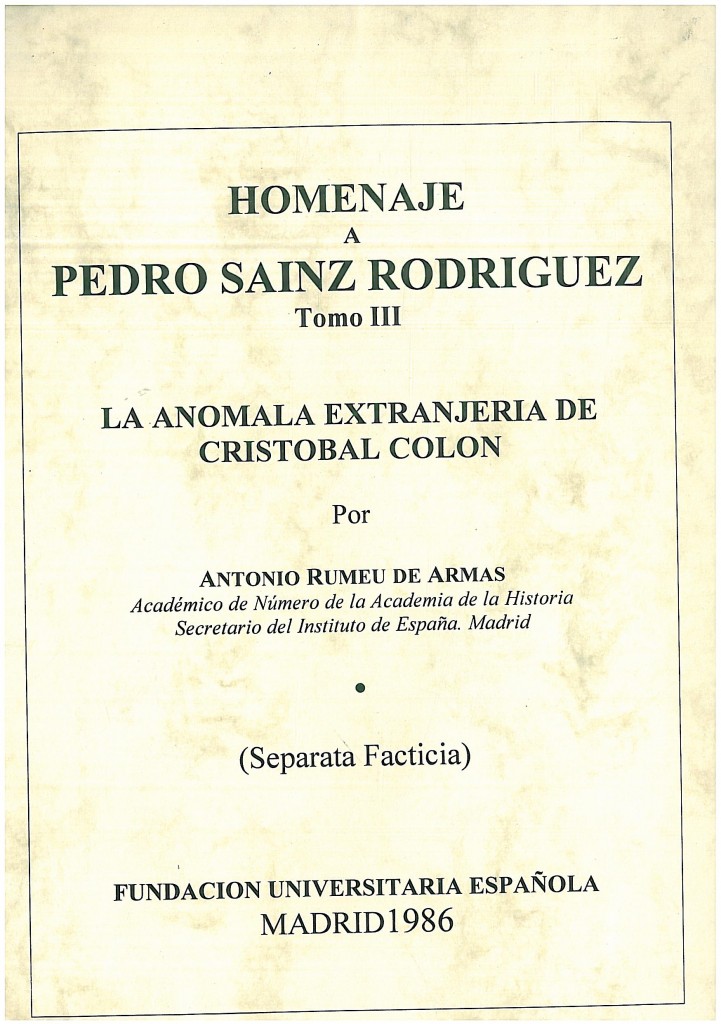 HOMENAJE
A
PEDRO SAINZ RODRIGUEZ
Tomo III
LA ANOMALA EXTRANJERIA DE
CRISTOBAL COLON
Por
ANTONIO RUMEU DE ARMAS
Académico de Número de la Academia de la Historia
Secretario del Instituto de España. Madrid
•
(Separata Facticia)
FUNDACION UNIVERSITARIA ESPAÑOLA
MADRID1986